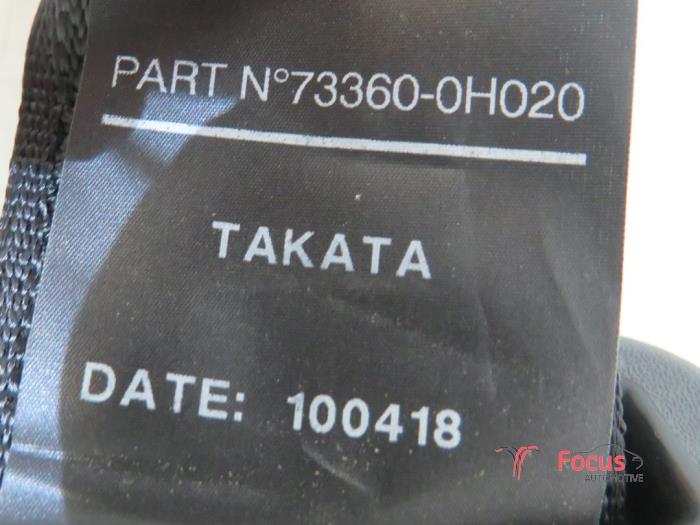 PART N°73360-0H020
TAKATA
DATE: 100418
Focus
AUTOMOTIVE